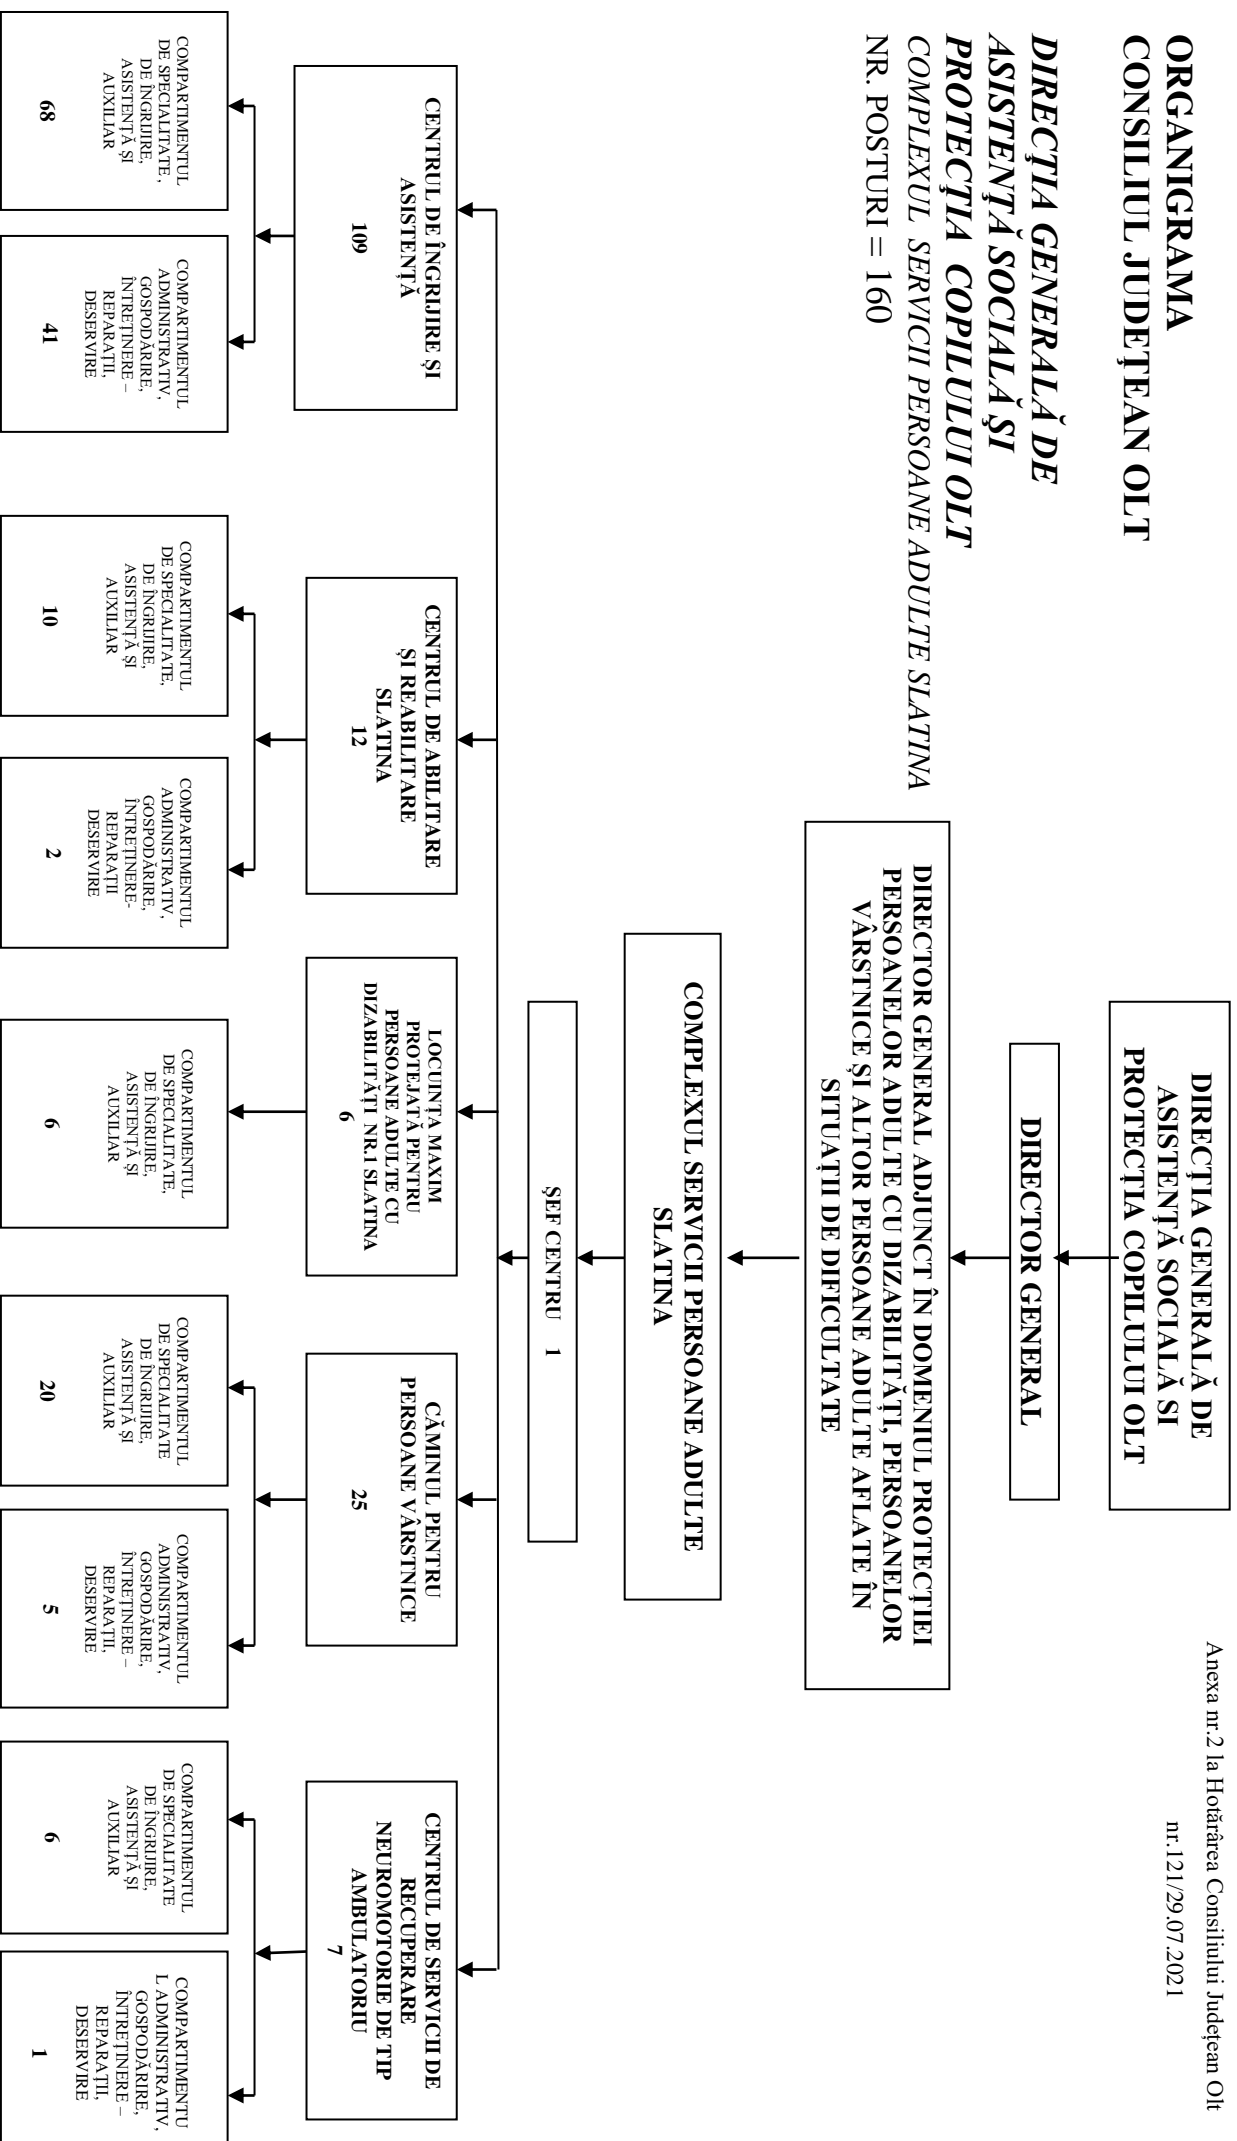 Anexa nr.2 la Hotărârea Consiliului Județean Olt
nr.121/29.07.2021
ORGANIGRAMA
CONSILIUL JUDEŢEAN OLT
DIRECŢIA GENERALĂ DE
ASISTENŢĂ SOCIALĂ ŞI
PROTECŢIA COPILULUI OLT
COMPLEXUL SERVICII PERSOANE ADULTE SLATINA
NR. POSTURI = 160
DIRECŢIA GENERALĂ DE
ASISTENŢĂ SOCIALĂ SI
PROTECŢIA COPILULUI OLT
DIRECTOR GENERAL
DIRECTOR GENERAL ADJUNCT ÎN DOMENIUL PROTECȚIEI
PERSOANELOR ADULTE CU DIZABILITĂȚI, PERSOANELOR
VÂRSTNICE ȘI ALTOR PERSOANE ADULTE AFLATE ÎN
SITUAȚII DE DIFICULTATE
COMPLEXUL SERVICII PERSOANE ADULTE
SLATINA
ȘEF CENTRU 1
CENTRUL DE ÎNGRIJIRE ȘI
ASISTENȚĂ
109
CENTRUL DE ABILITARE
ȘI REABILITARE
SLATINA
12
LOCUINȚA MAXIM
PROTEJATĂ PENTRU
PERSOANE ADULTE CU
DIZABILITĂȚI NR.1 SLATINA
6
CĂMINUL PENTRU
PERSOANE VÂRSTNICE
25
CENTRUL DE SERVICII DE
RECUPERARE
NEUROMOTORIE DE TIP
AMBULATORIU
7
COMPARTIMENTUL
DE SPECIALITATE ,
DE ÎNGRIJIRE,
ASISTENȚĂ ȘI
AUXILIAR
68
COMPARTIMENTUL
ADMINISTRATIV,
GOSPODĂRIRE,
ÎNTREȚINERE –
REPARAȚII,
DESERVIRE
41
COMPARTIMENTUL
DE SPECIALITATE,
DE ÎNGRIJIRE,
ASISTENȚĂ ȘI
AUXILIAR
10
COMPARTIMENTUL
ADMINISTRATIV,
GOSPODĂRIRE,
ÎNTREȚINERE-
REPARAȚII
DESERVIRE
2
COMPARTIMENTUL
DE SPECIALITATE,
DE ÎNGRIJIRE,
ASISTENȚĂ ȘI
AUXILIAR
6
COMPARTIMENTUL
DE SPECIALITATE
DE ÎNGRIJIRE,
ASISTENȚĂ ȘI
AUXILIAR
20
COMPARTIMENTUL
ADMINISTRATIV,
GOSPODĂRIRE,
ÎNTREȚINERE –
REPARAȚII,
DESERVIRE
5
COMPARTIMENTUL
DE SPECIALITATE
DE ÎNGRIJIRE,
ASISTENȚĂ ȘI
AUXILIAR
6
COMPARTIMENTU
L ADMINISTRATIV,
GOSPODĂRIRE,
ÎNTREȚINERE –
REPARAȚII,
DESERVIRE
1